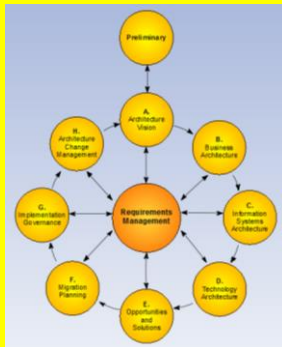 Preliminary
A.
Architecture
Vision
B.
Business
Architecture
C.
Information
Systems
Architecture
D.
Technology
Architecture
E.
Opportunities
and
Solutions
F.
Migration
Planning
G.
Implementation
Governance
H.
Architecture
Change
Management
Requirements
Management